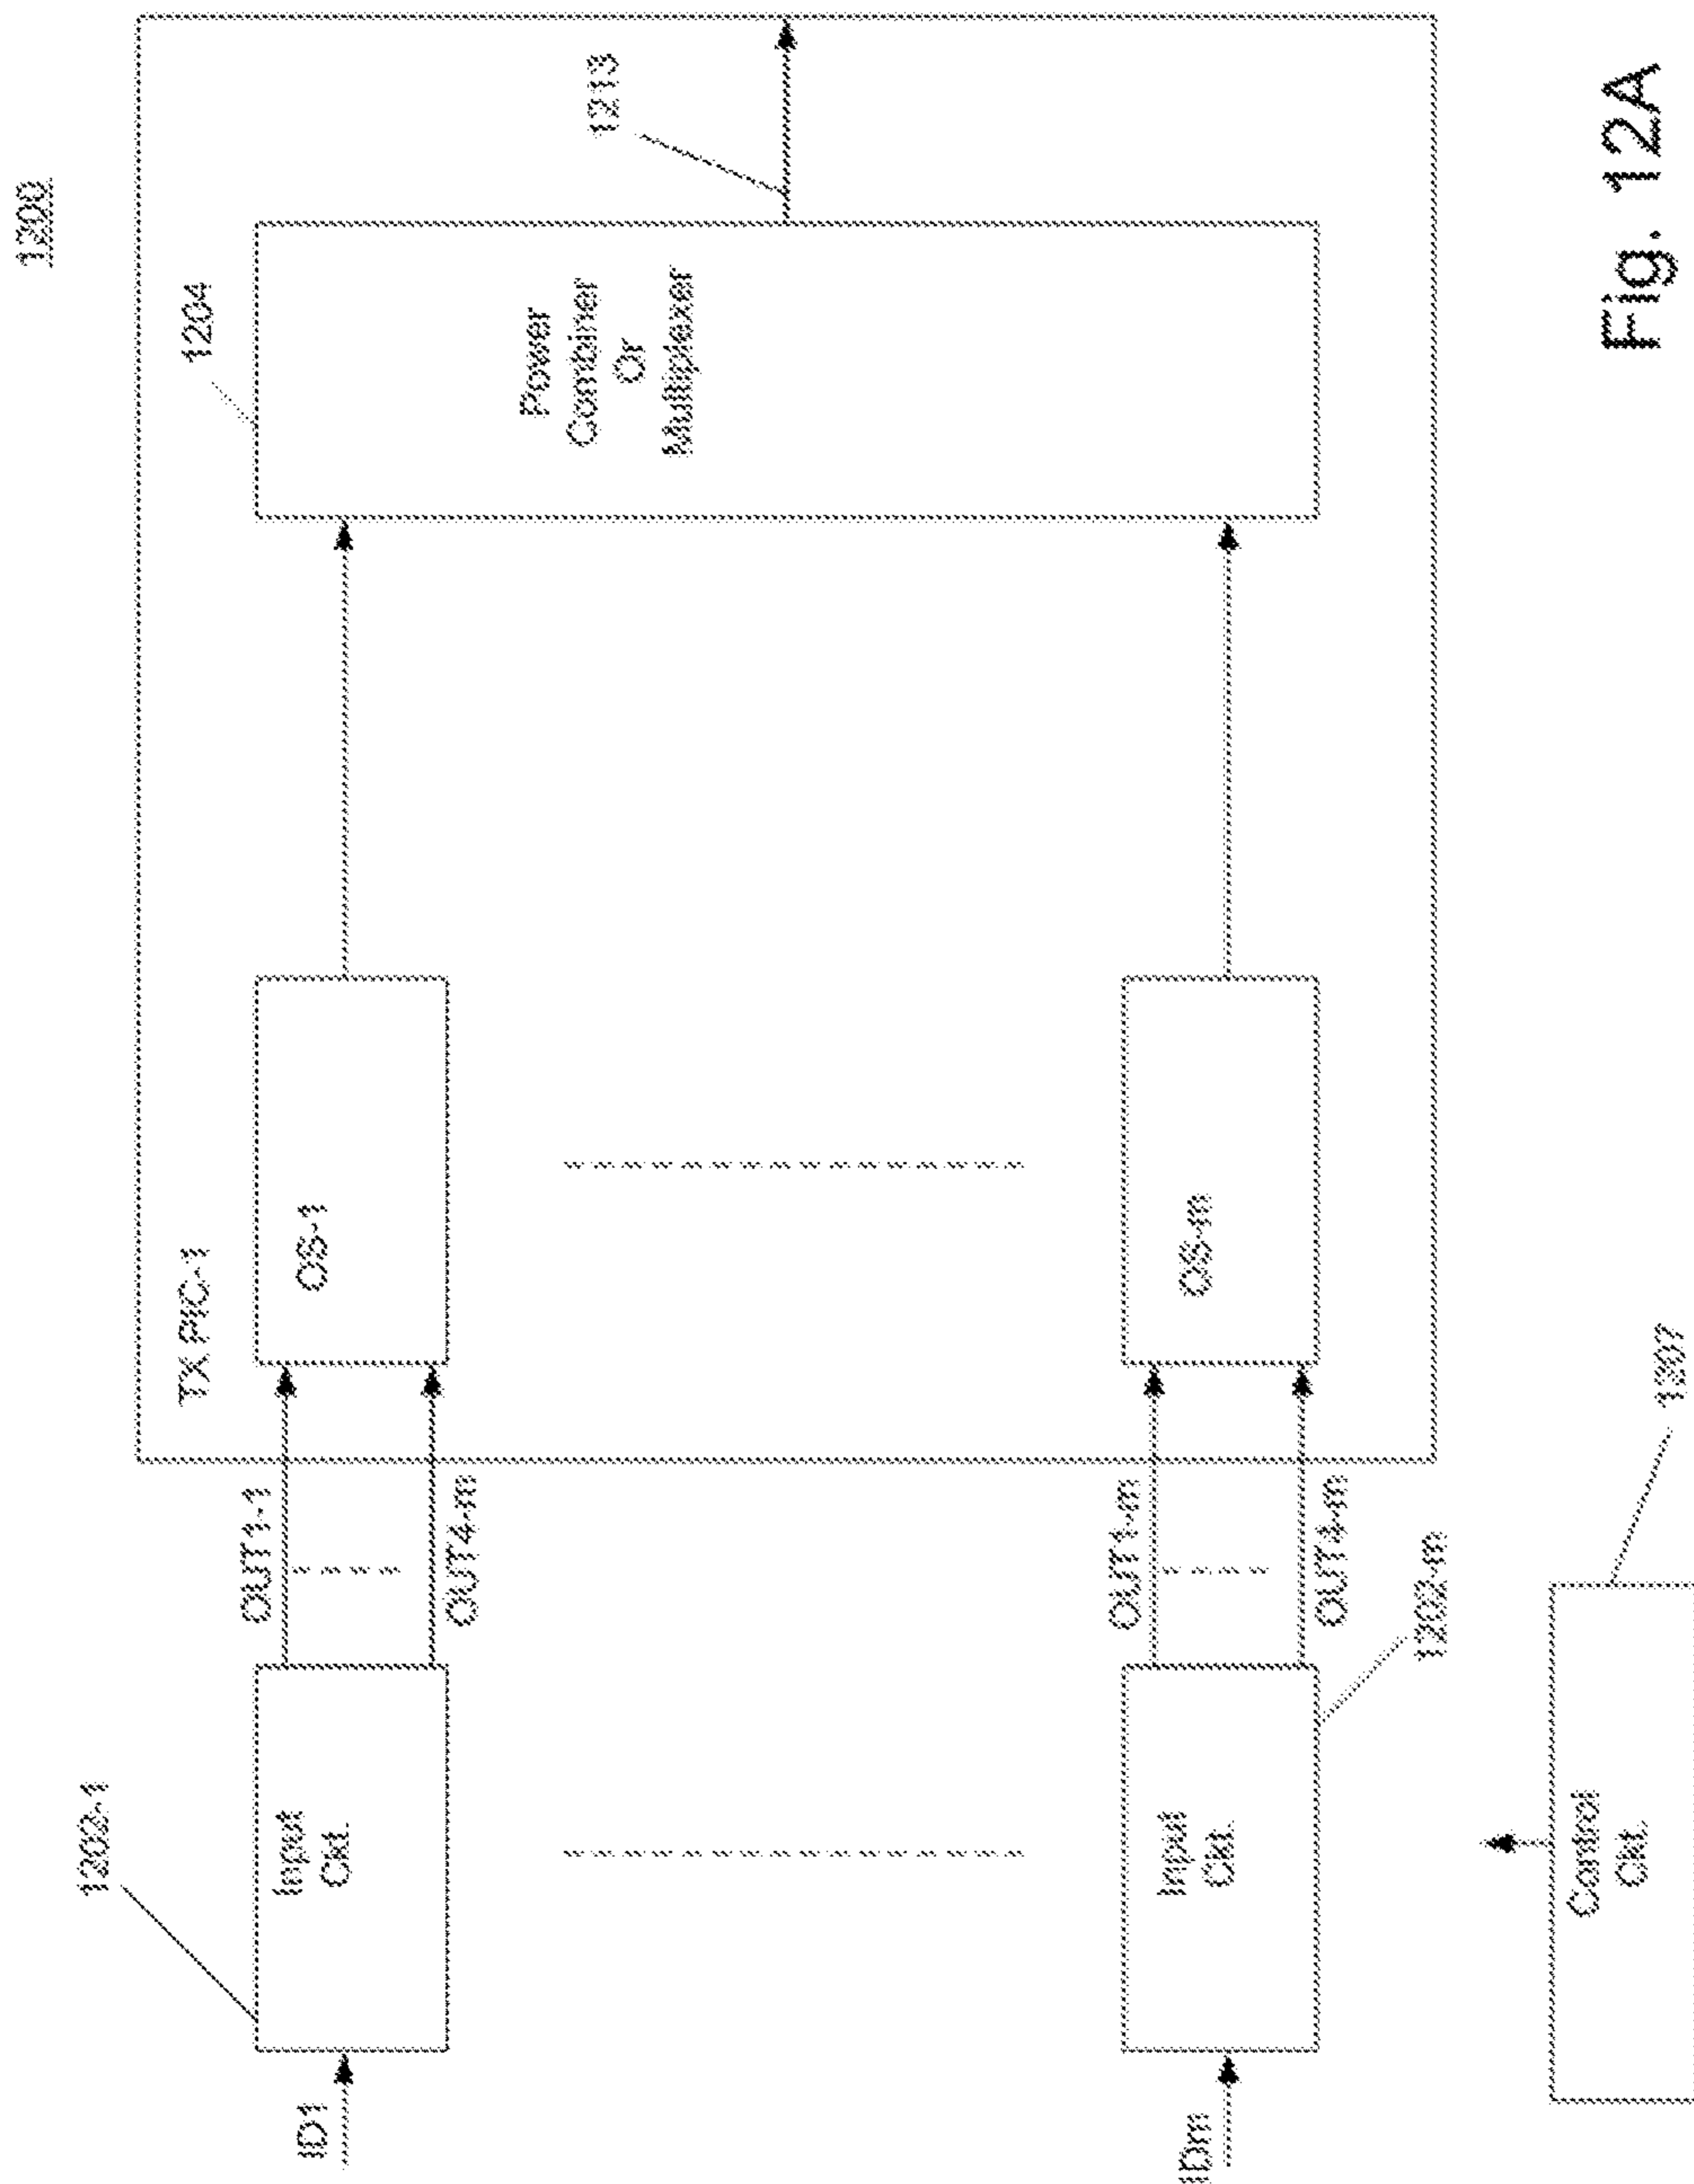 1200
TX PIC-1
1204
1202-1
ID1
Input
Ckt.
OUT1-1
OUT4-m
OS-1
Power
Combiner
Or
Multiplexer
1213
IDm
Input
Ckt.
OUT1-m
OUT4-m
OS-m
1202-m
Control
Ckt.
1207
Fig. 12A